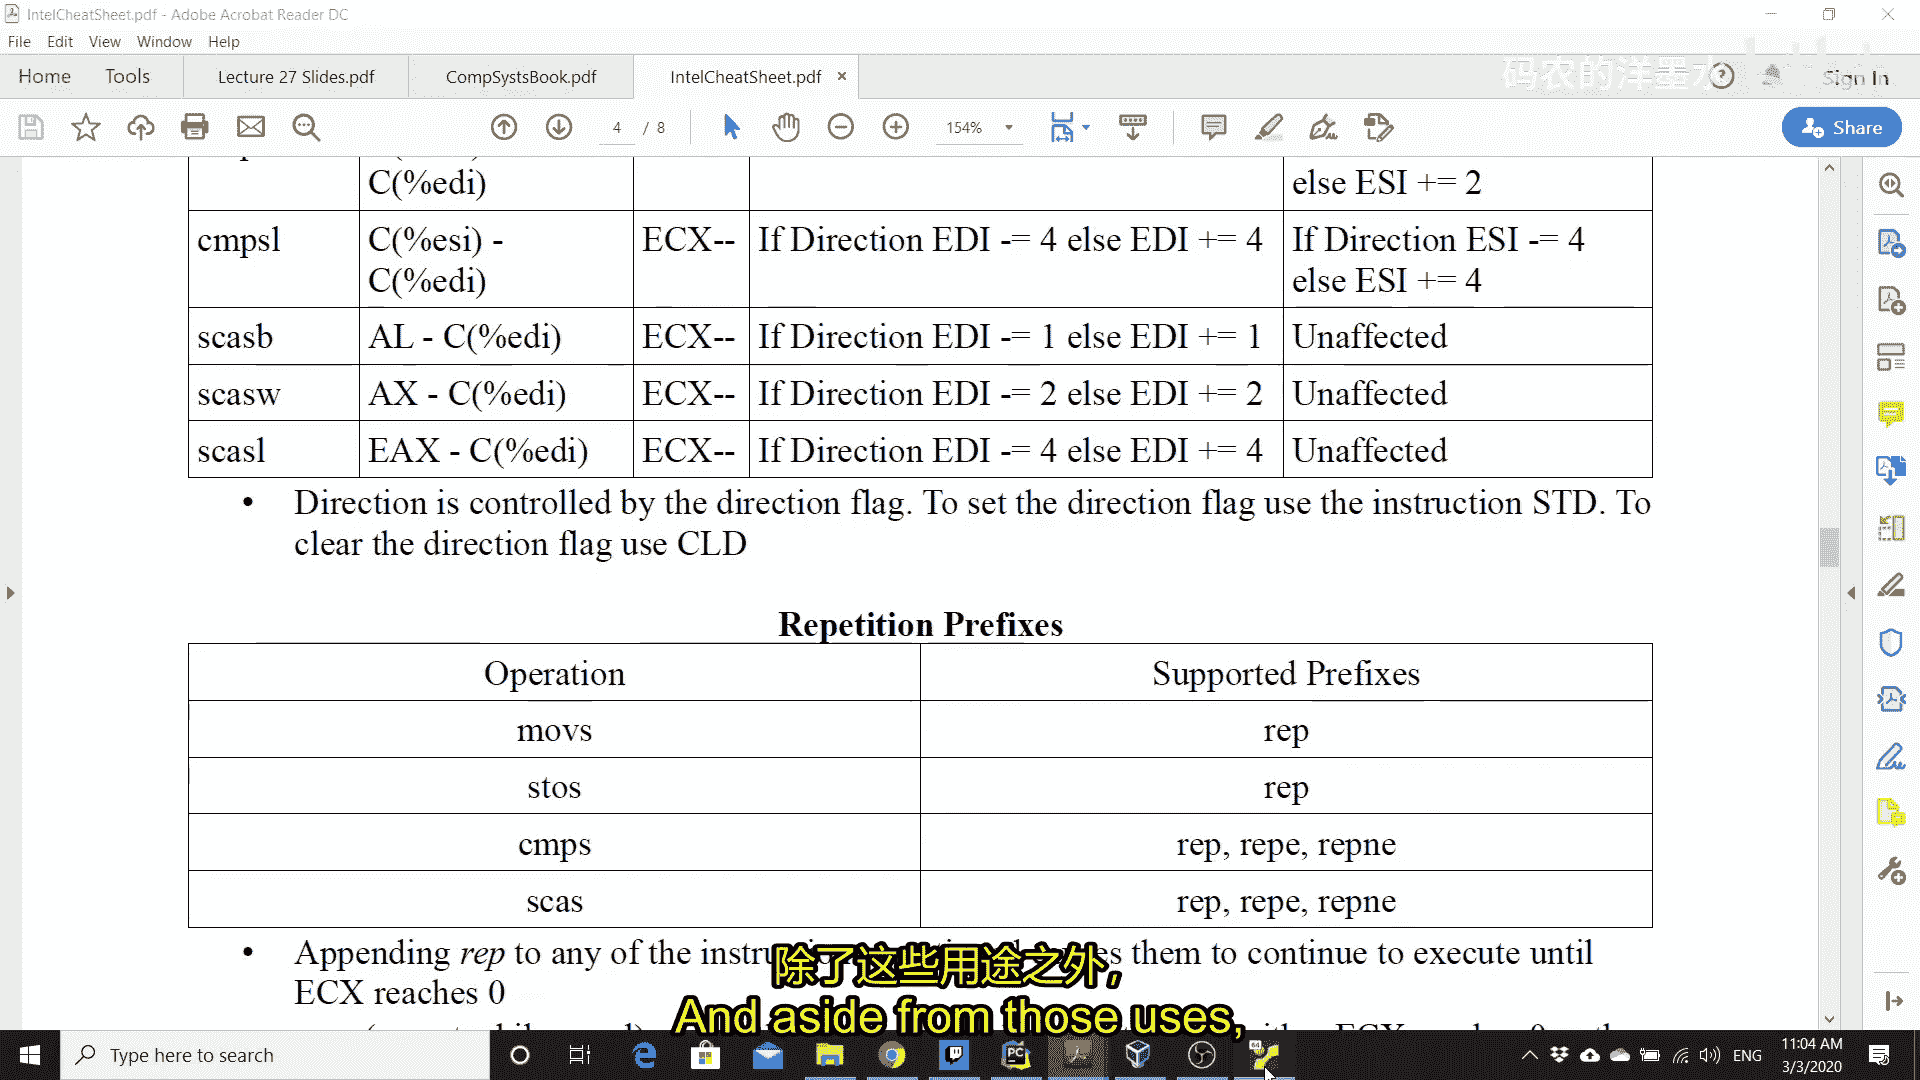 IntelCheatSheet.pdf - Adobe Acrobat Reader DC
File Edit View Window Help
Home Tools Lecture 27 Slides.pdf CompSystsBook.pdf IntelCheatSheet.pdf × 码农的洋墨水 Sign In
4 / 8 154% Share
C(%edi) else ESI += 2
cmpsl C(%esi) - ECX-- If Direction EDI -= 4 else EDI += 4 If Direction ESI -= 4
C(%edi) else ESI += 4
scasb AL - C(%edi) ECX-- If Direction EDI -= 1 else EDI += 1 Unaffected
scasw AX - C(%edi) ECX-- If Direction EDI -= 2 else EDI += 2 Unaffected
scasl EAX - C(%edi) ECX-- If Direction EDI -= 4 else EDI += 4 Unaffected
• Direction is controlled by the direction flag. To set the direction flag use the instruction STD. To
clear the direction flag use CLD
Repetition Prefixes
Operation Supported Prefixes
movs rep
stos rep
cmps rep, repe, repne
scas rep, repe, repne
• Appending rep to any of the them to continue to execute until
ECX reaches 0
除了这些用途之外,
And aside from those uses,
Type here to search ENG 11:04 AM
3/3/2020